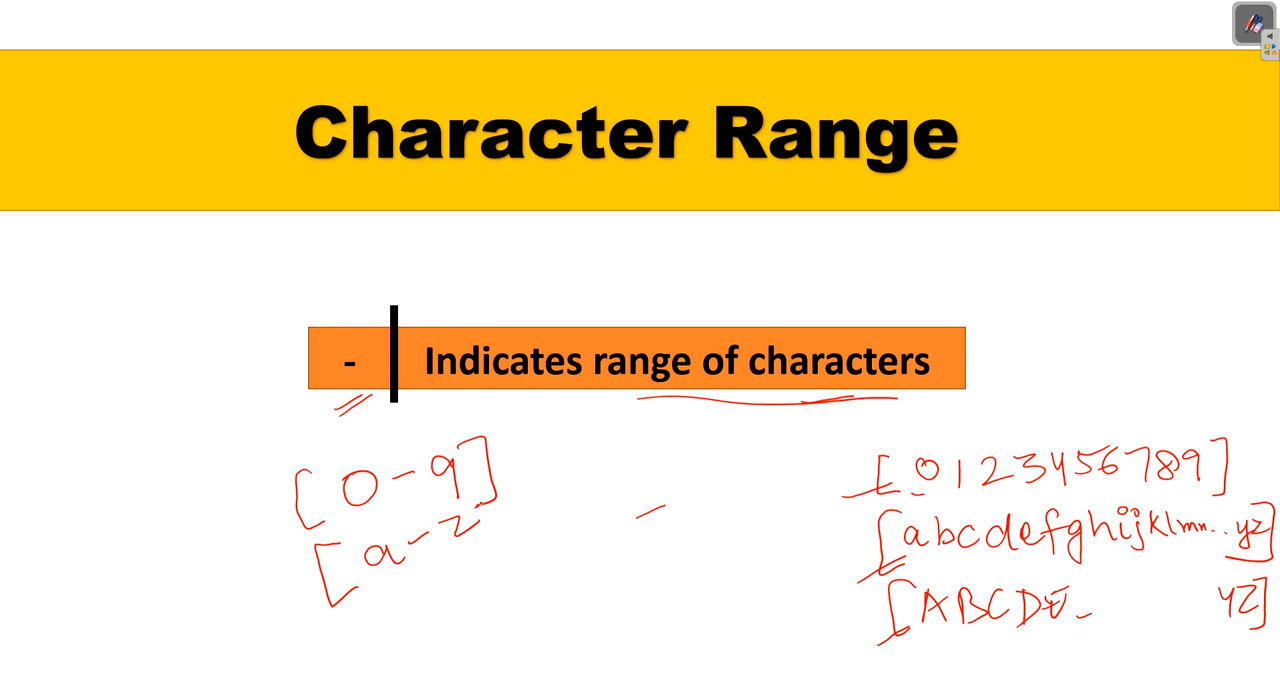 Character Range
- Indicates range of characters
[0-9]
[a-z
[0123456789]
[abcdefghijklmn...yz]
[ABCDE- YZ]